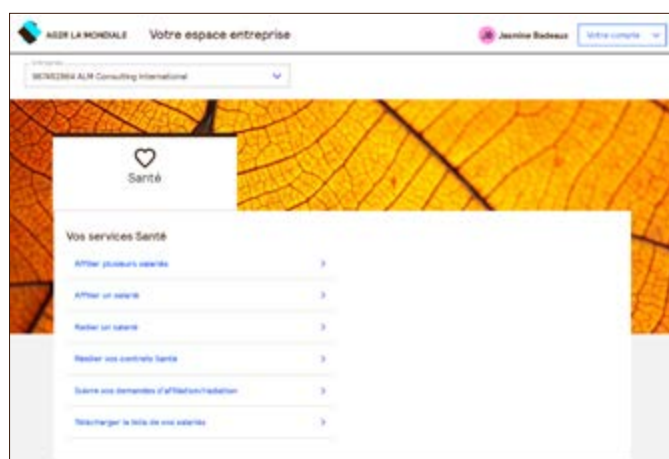 AG2R LA MONDIALE Votre espace entreprise JB Jasmine Badeaux Votre compte
ALM Consulting International
Santé
Vos services Santé
Affilier plusieurs salariés
Affilier un salarié
Radier un salarié
Résilier vos contrats Santé
Suivre vos demandes d'affiliation/radiation
Télécharger la liste de vos salariés